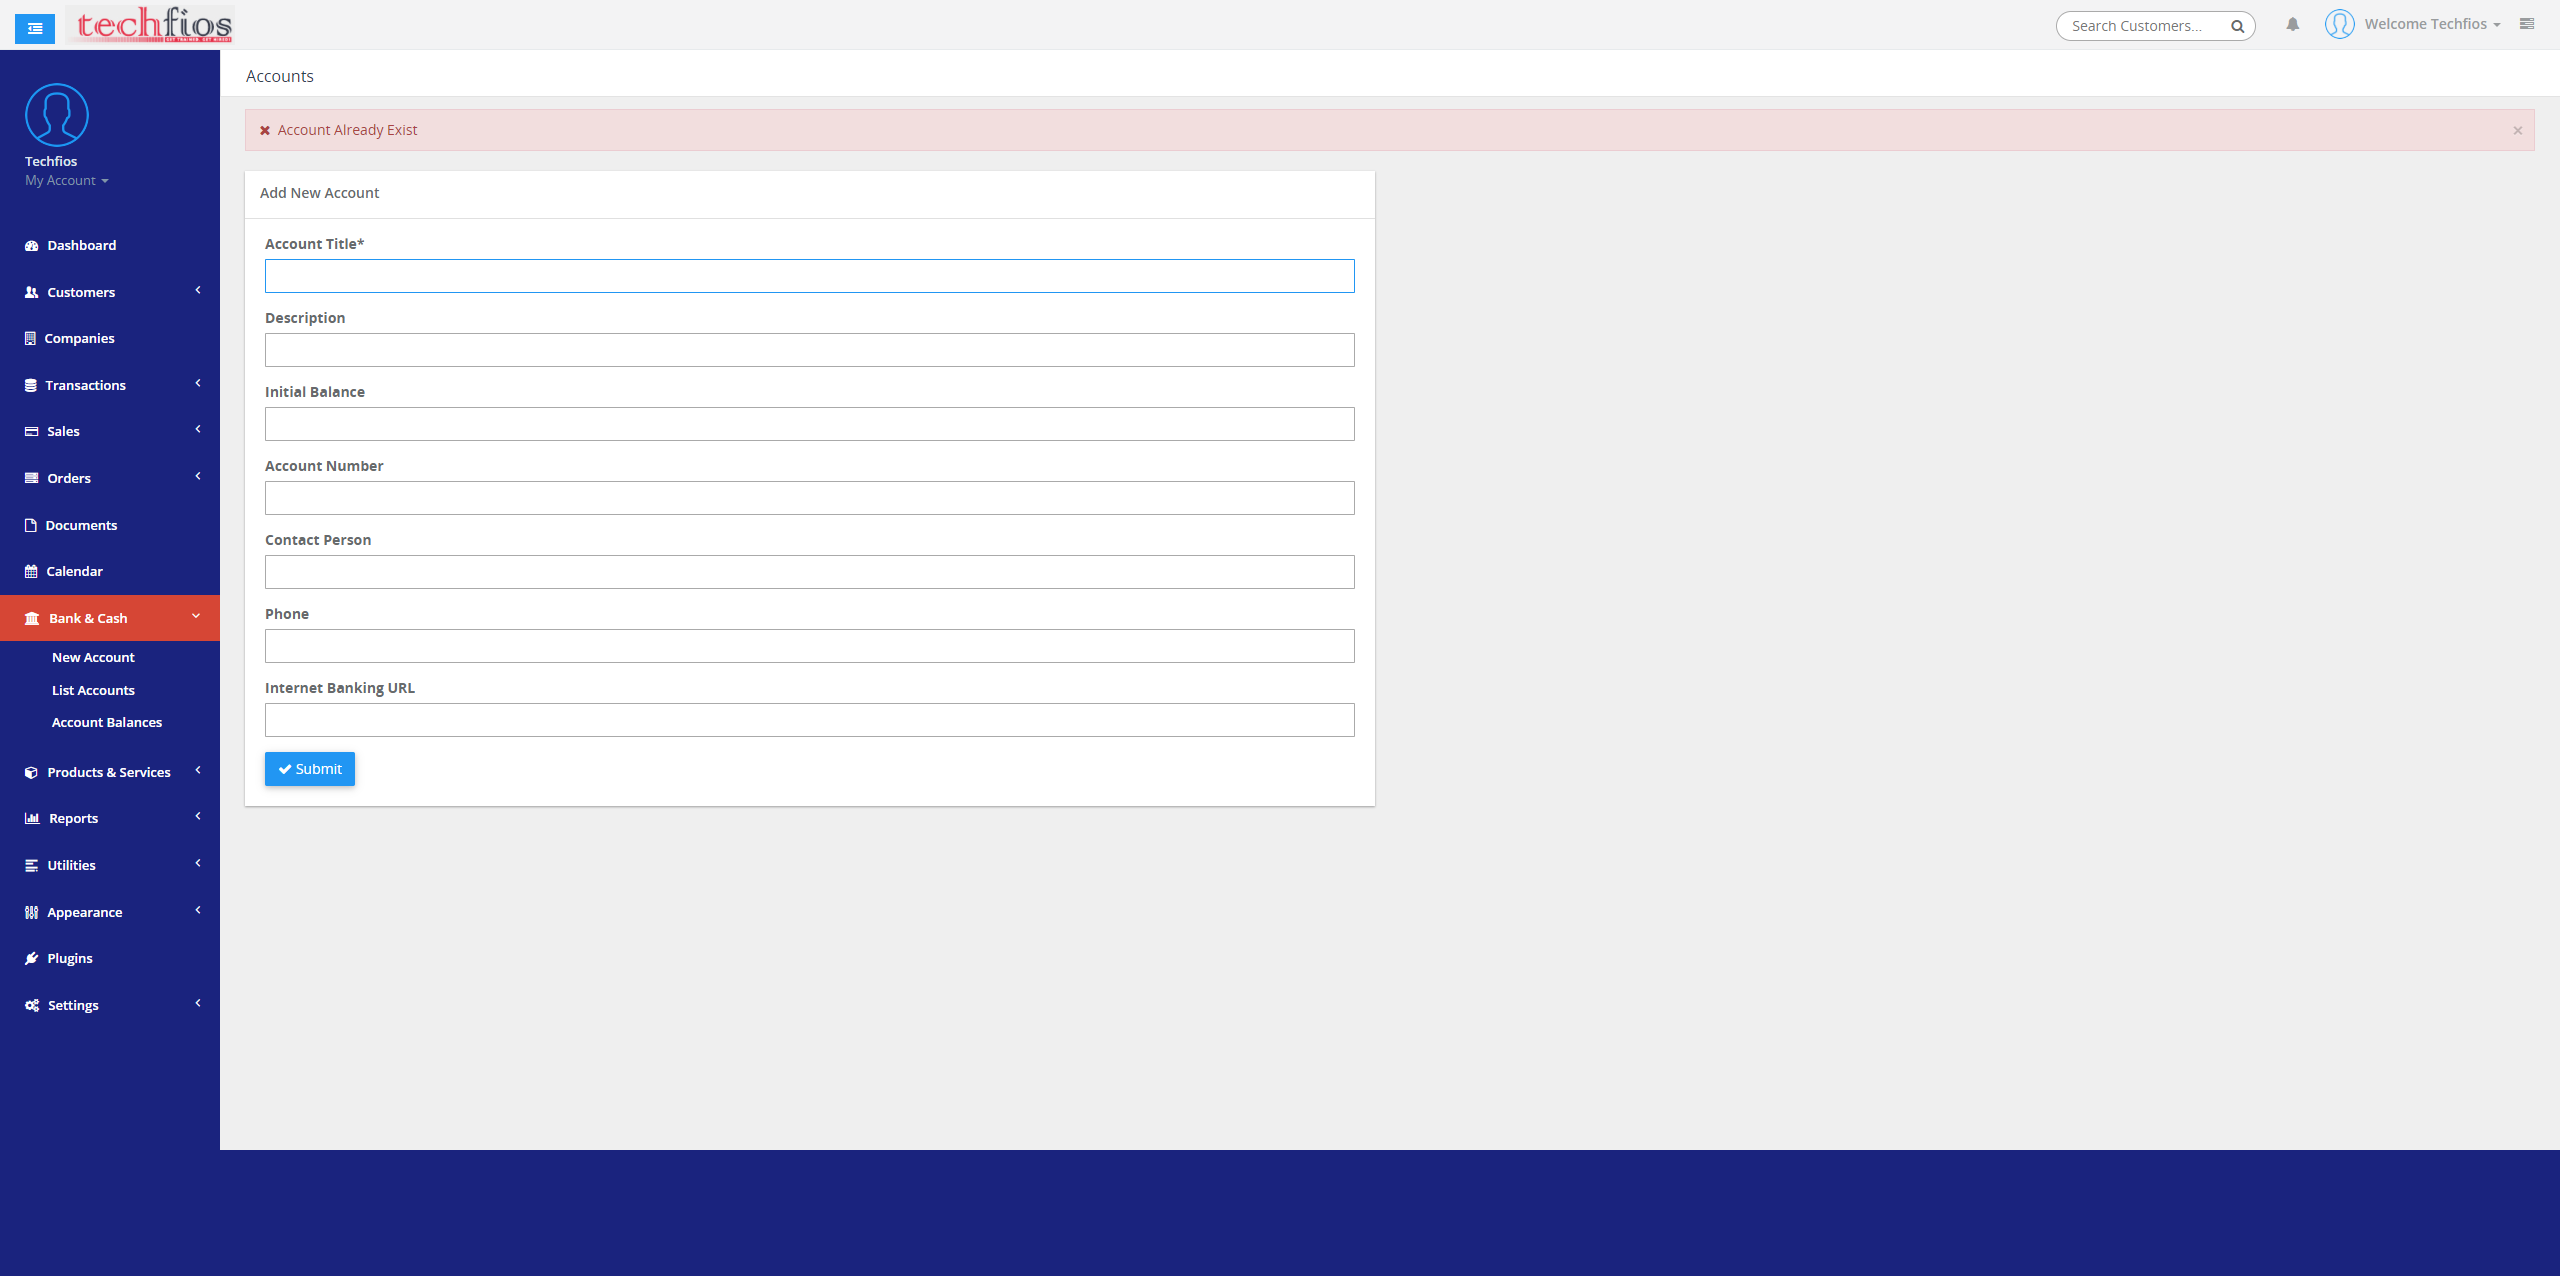 techfios
Search Customers...
Welcome Techfios
Techfios
My Account
Dashboard
Customers
Companies
Transactions
Sales
Orders
Documents
Calendar
Bank & Cash
New Account
List Accounts
Account Balances
Products & Services
Reports
Utilities
Appearance
Plugins
Settings
Accounts
Account Already Exist
×
Add New Account
Account Title*
Description
Initial Balance
Account Number
Contact Person
Phone
Internet Banking URL
Submit